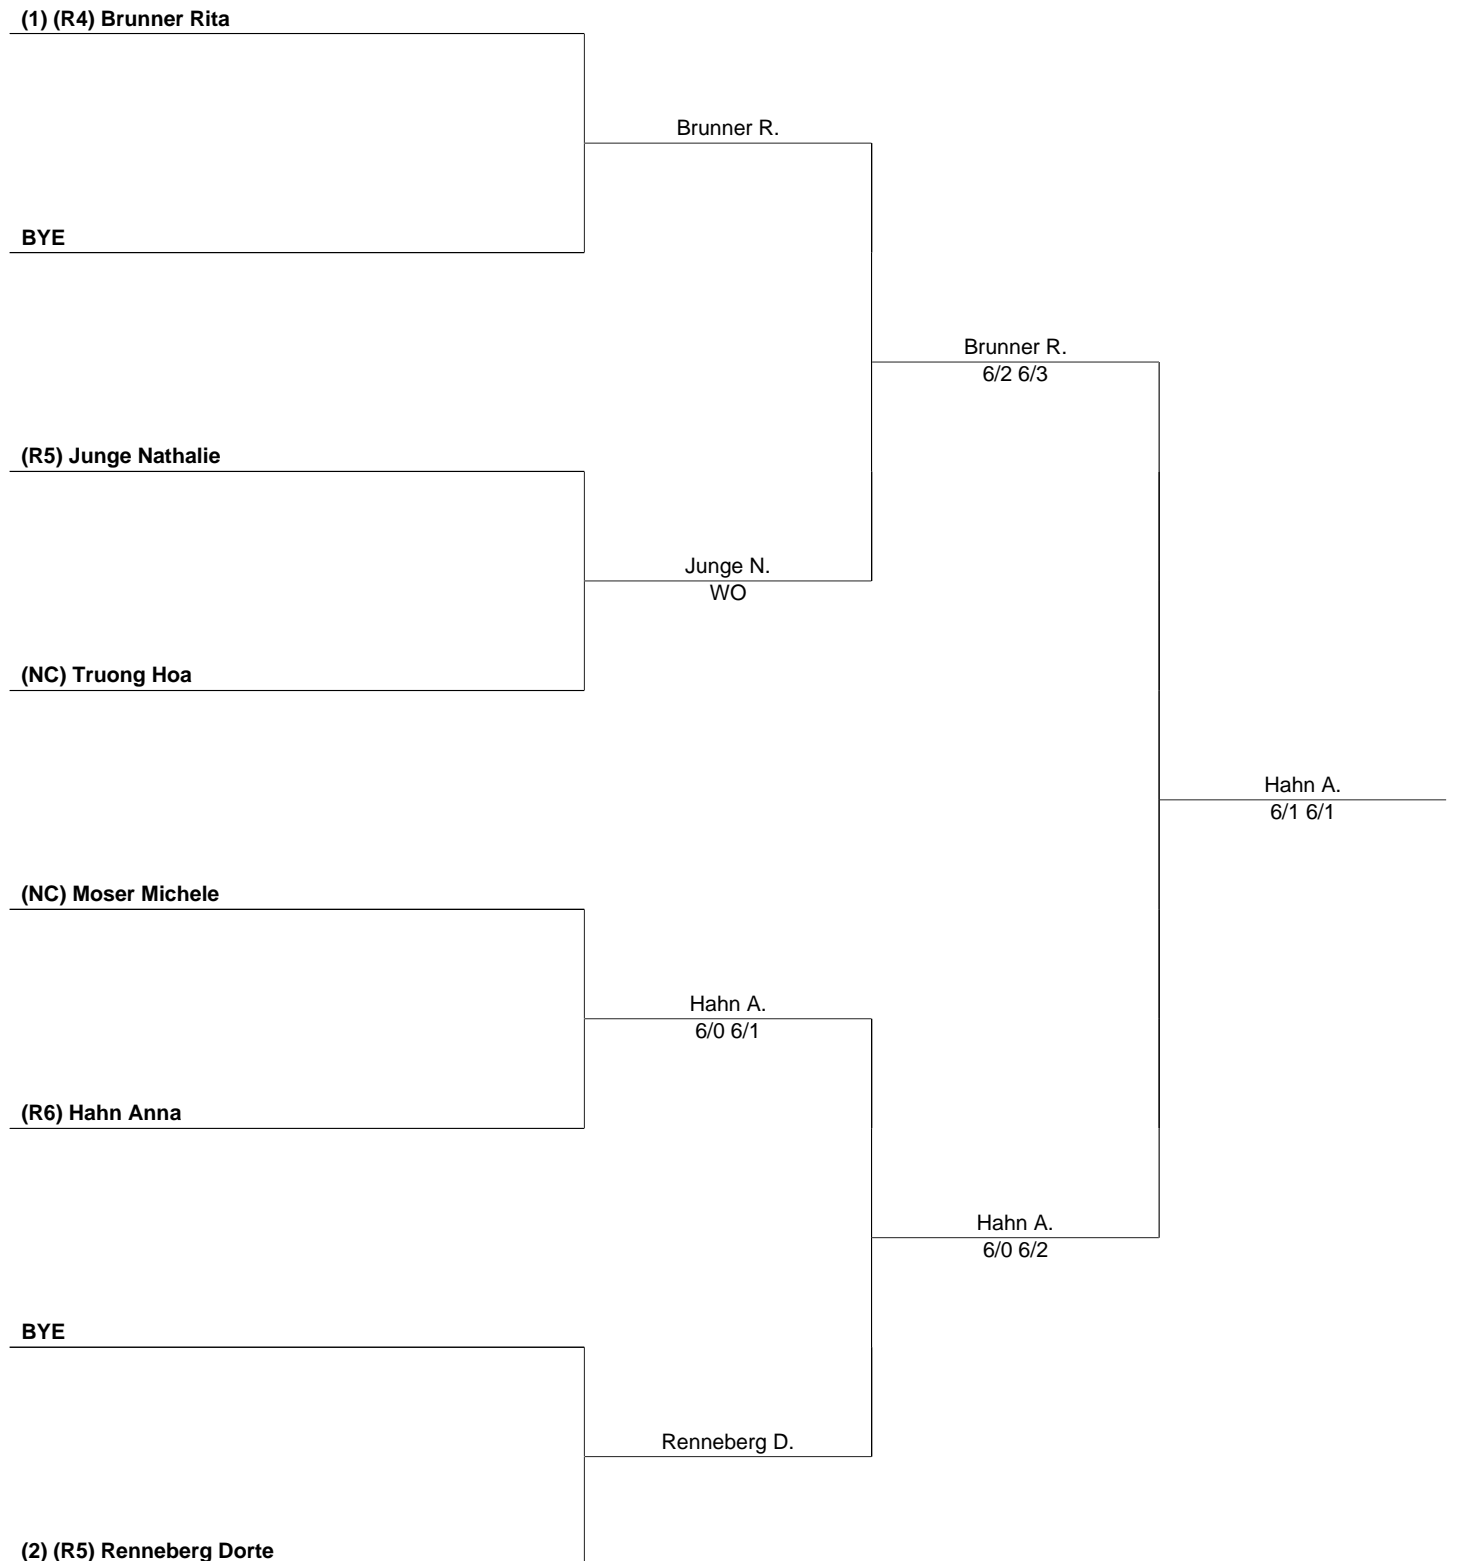 (1) (R4) Brunner Rita
Brunner R.
BYE
Brunner R.
6/2 6/3
(R5) Junge Nathalie
Junge N.
WO
(NC) Truong Hoa
Hahn A.
6/1 6/1
(NC) Moser Michele
Hahn A.
6/0 6/1
(R6) Hahn Anna
Hahn A.
6/0 6/2
BYE
Renneberg D.
(2) (R5) Renneberg Dorte